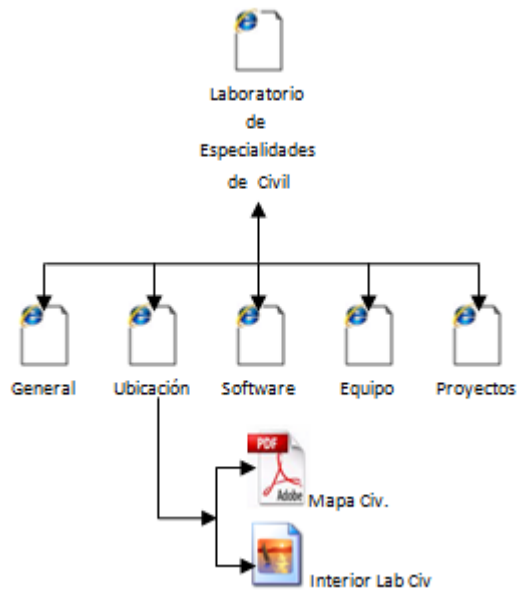 Laboratorio
de
Especialidades
de Civil
General
Ubicación
Software
Equipo
Proyectos
PDF
Adobe
Mapa Civ.
Interior Lab Civ